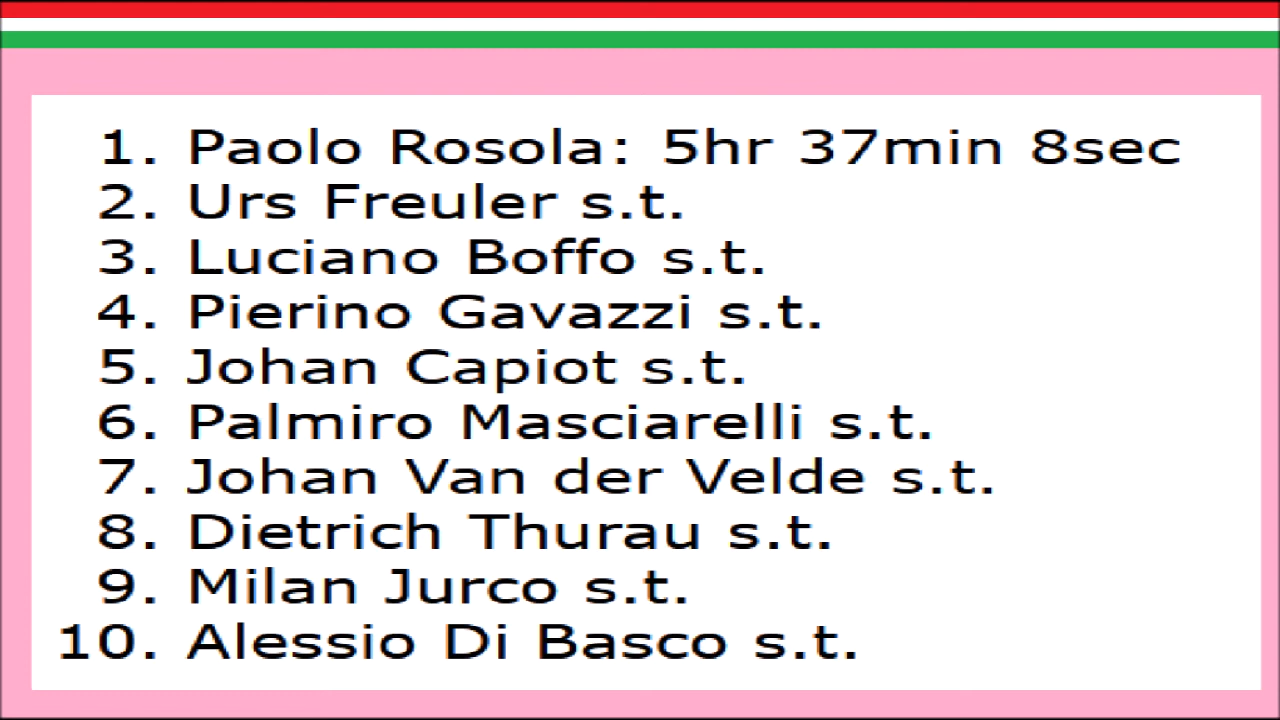 1. Paolo Rosola: 5hr 37min 8sec
2. Urs Freuler s.t.
3. Luciano Boffo s.t.
4. Pierino Gavazzi s.t.
5. Johan Capiot s.t.
6. Palmiro Masciarelli s.t.
7. Johan Van der Velde s.t.
8. Dietrich Thurau s.t.
9. Milan Jurco s.t.
10. Alessio Di Basco s.t.